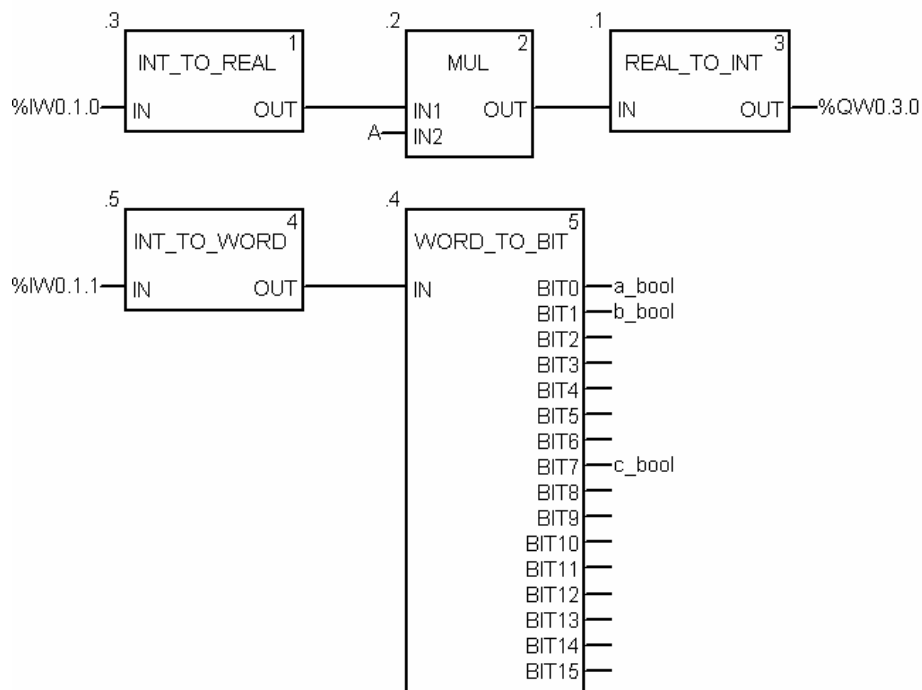 .3 .2 .1
1 2 3
INT_TO_REAL MUL REAL_TO_INT
%IW0.1.0 IN OUT IN1 OUT IN OUT %QW0.3.0
A IN2
.5 .4
4 5
INT_TO_WORD WORD_TO_BIT
%IW0.1.1 IN OUT IN BIT0 a_bool
BIT1 b_bool
BIT2
BIT3
BIT4
BIT5
BIT6
BIT7 c_bool
BIT8
BIT9
BIT10
BIT11
BIT12
BIT13
BIT14
BIT15